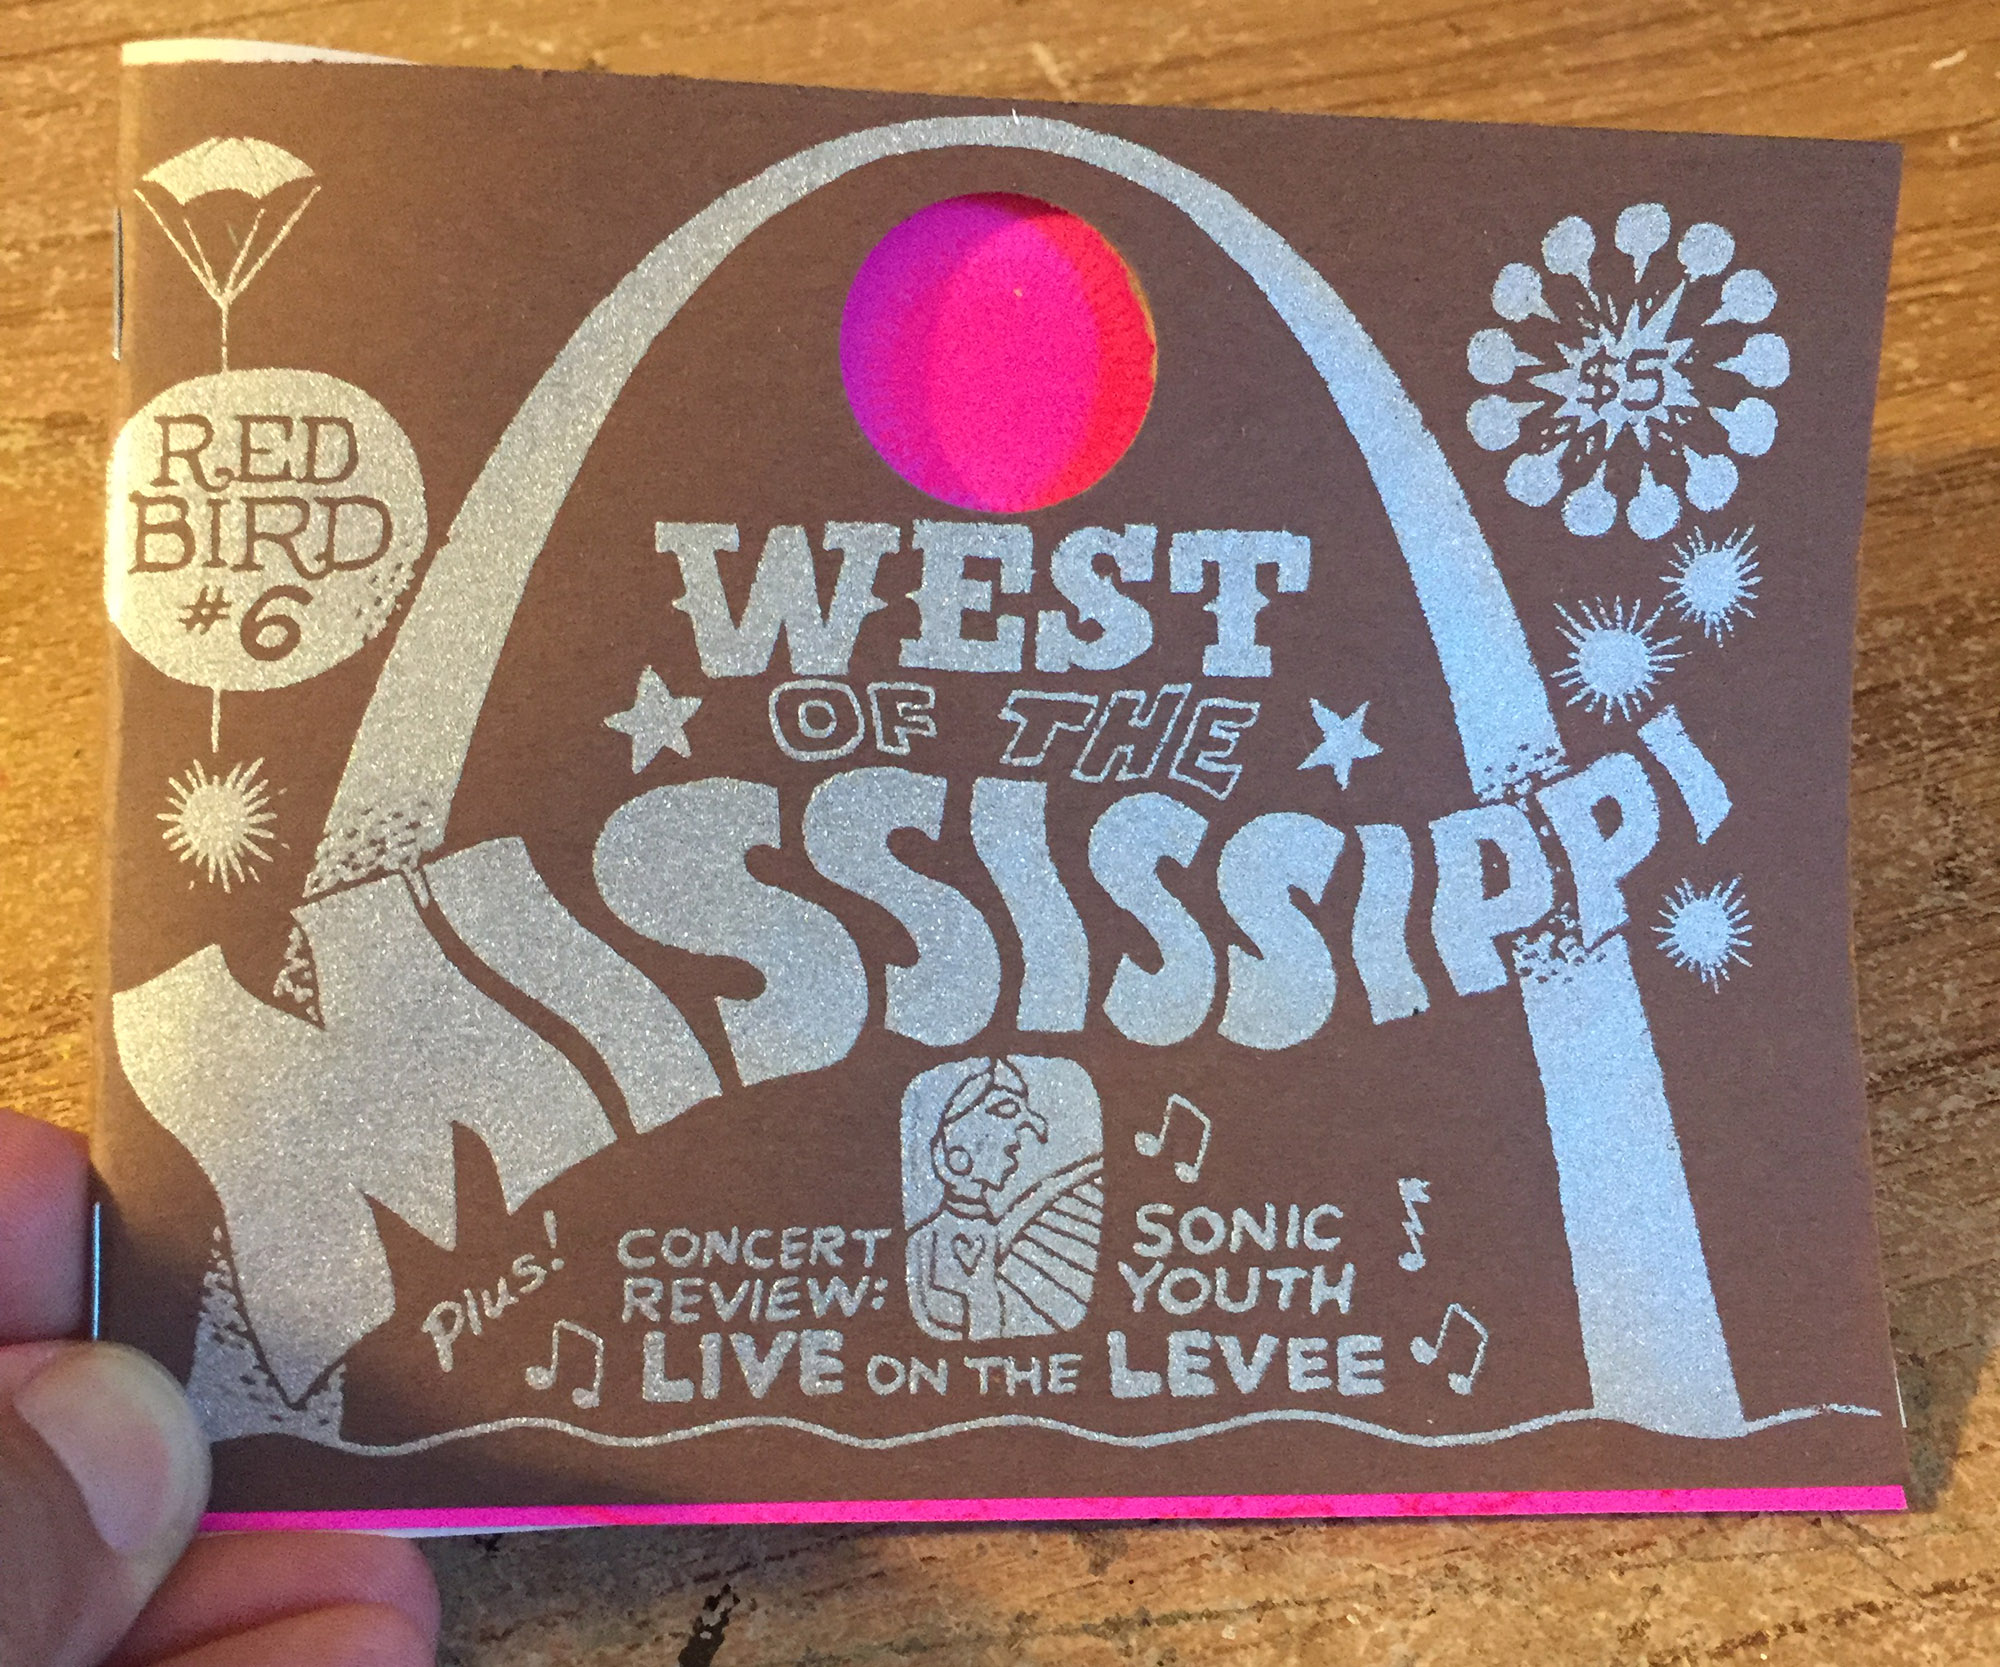 RED
BIRD
#6
$5
WEST
OF THE
MISSISSIPPI
plus!
CONCERT
REVIEW:
SONIC
YOUTH
LIVE ON THE LEVEE